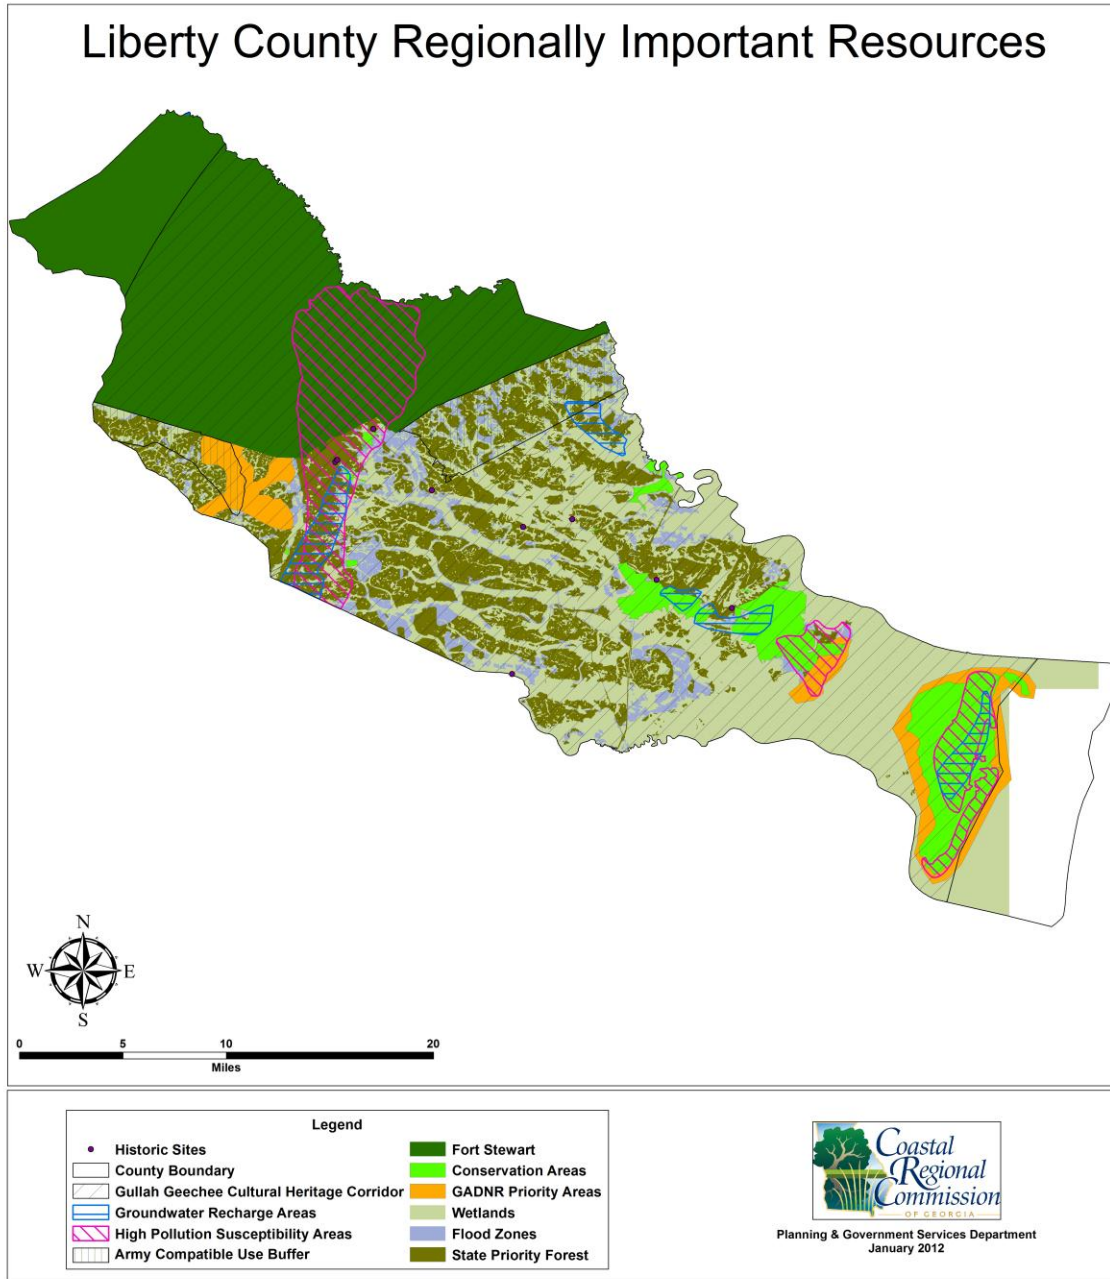 Liberty County Regionally Important Resources
N
W
E
S
0 5 10 20
Miles
Legend
Historic Sites
County Boundary
Gullah Geechee Cultural Heritage Corridor
Groundwater Recharge Areas
High Pollution Susceptibility Areas
Army Compatible Use Buffer
Fort Stewart
Conservation Areas
GADNR Priority Areas
Wetlands
Flood Zones
State Priority Forest
Coastal
Regional
Commission
OF GEORGIA
Planning & Government Services Department
January 2012